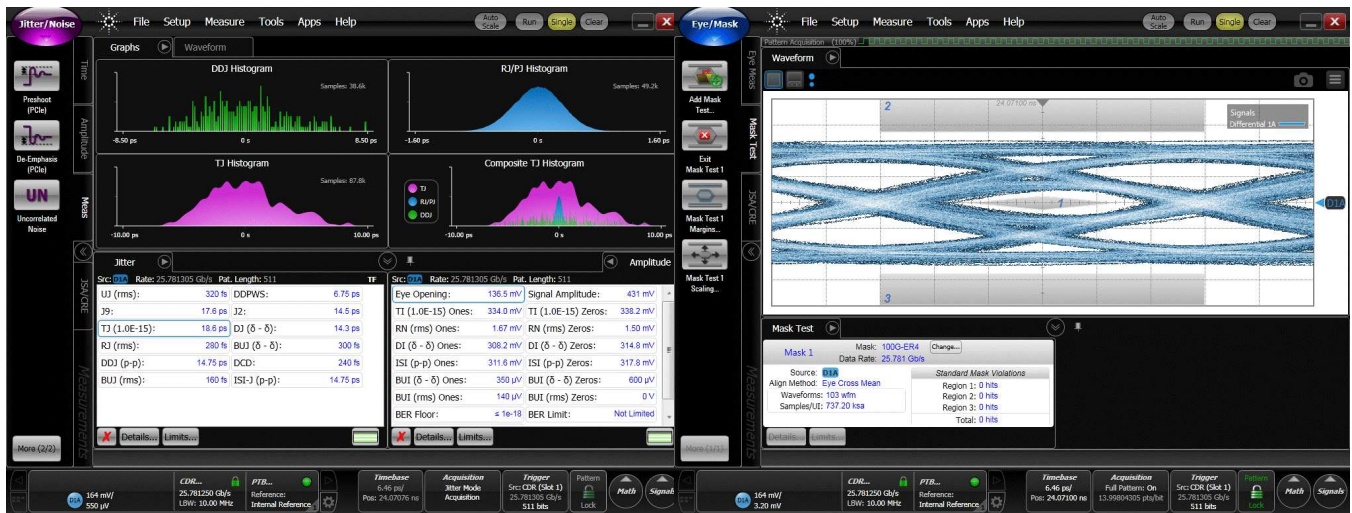 Jitter/Noise
File Setup Measure Tools Apps Help
Auto Scale Run Single Clear
Graphs Waveform
Time
Amplitude
Meas
JSA/CRE
Measurements
Preshoot
(PCIe)
De-Emphasis
(PCIe)
UN
Uncorrelated
Noise
More (2/2)
DDJ Histogram
Samples: 38.6k
-8.50 ps 0 s 8.50 ps
RJ/PJ Histogram
Samples: 49.2k
-1.60 ps 0 s 1.60 ps
TJ Histogram
Samples: 87.8k
-10.00 ps 0 s 10.00 ps
Composite TJ Histogram
TJ
RJ/PJ
DDJ
-10.00 ps 0 s 10.00 ps
Jitter
Src: D1A Rate: 25.781305 Gb/s Pat. Length: 511 TF
UJ (rms): 320 fs DDPWS: 6.75 ps
J9: 17.6 ps J2: 14.5 ps
TJ (1.0E-15): 18.6 ps DJ (δ - δ): 14.3 ps
RJ (rms): 280 fs BUJ (δ - δ): 300 fs
DDJ (p-p): 14.75 ps DCD: 240 fs
BUJ (rms): 160 fs ISI-J (p-p): 14.75 ps
Details... Limits...
Amplitude
Src: D1A Rate: 25.781305 Gb/s Pat. Length: 511
Eye Opening: 136.5 mV Signal Amplitude: 431 mV
TI (1.0E-15) Ones: 334.0 mV TI (1.0E-15) Zeros: 338.2 mV
RN (rms) Ones: 1.67 mV RN (rms) Zeros: 1.50 mV
DI (δ - δ) Ones: 308.2 mV DI (δ - δ) Zeros: 314.8 mV
ISI (p-p) Ones: 311.6 mV ISI (p-p) Zeros: 317.8 mV
BUI (δ - δ) Ones: 350 µV BUI (δ - δ) Zeros: 600 µV
BUI (rms) Ones: 140 µV BUI (rms) Zeros: 0 V
BER Floor: ≤ 1e-18 BER Limit: Not Limited
Details... Limits...
D1A
164 mV/
550 µV
CDR...
25.781250 Gb/s
LBW: 10.00 MHz
PTB...
Reference:
Internal Reference
Timebase
6.46 ps/
Pos: 24.07076 ns
Acquisition
Jitter Mode
Acquisition
Trigger
Src: CDR (Slot 1)
25.781305 Gb/s
511 bits
Pattern
Lock
Math
Signals
Eye/Mask
File Setup Measure Tools Apps Help
Auto Scale Run Single Clear
Pattern Acquisition (100%)
Waveform
Eye Meas
Mask Test
JSA/CRE
Measurements
Add Mask
Test...
Exit
Mask Test 1
Mask Test 1
Margins...
Mask Test 1
Scaling...
More (1/1)
24.07100 ns
Signals
Differential 1A
2
1
3
D1A
Mask Test
Mask 1
Mask: 100G-ER4 Change...
Data Rate: 25.781 Gb/s
Source: D1A
Align Method: Eye Cross Mean
Waveforms: 103 wfm
Samples/UI: 737.20 ksa
Standard Mask Violations
Region 1: 0 hits
Region 2: 0 hits
Region 3: 0 hits
Total: 0 hits
Details... Limits...
D1A
164 mV/
3.20 mV
CDR...
25.781250 Gb/s
LBW: 10.00 MHz
PTB...
Reference:
Internal Reference
Timebase
6.46 ps/
Pos: 24.07100 ns
Acquisition
Full Pattern: On
13.99804305 pts/bit
Trigger
Src: CDR (Slot 1)
25.781305 Gb/s
511 bits
Pattern
Lock
Math
Signals